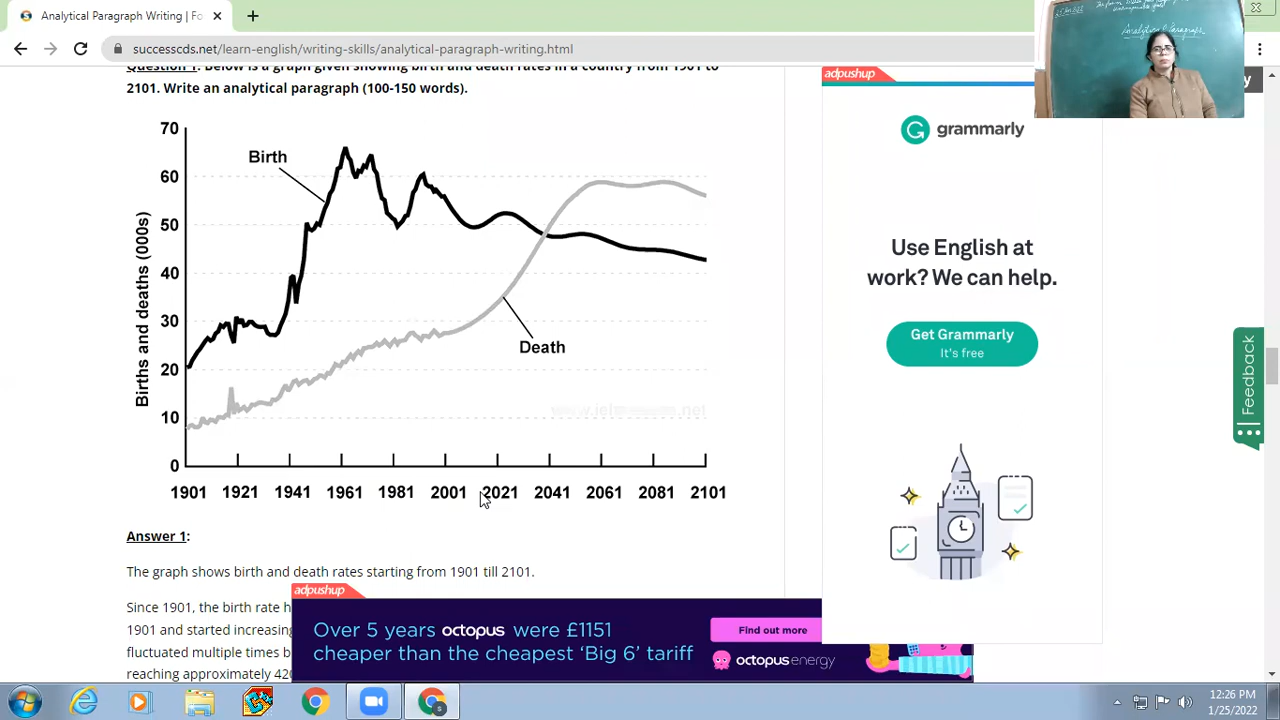 Analytical Paragraph Writing | Fo
successcds.net/learn-english/writing-skills/analytical-paragraph-writing.html
Analytical Paragraph
Question 1: Below is a graph given showing birth and death rates in a country from 1901 to
2101. Write an analytical paragraph (100-150 words).
adpushup
grammarly
Use English at
work? We can help.
Get Grammarly
It's free
Feedback
Births and deaths (000s)
70
60
50
40
30
20
10
0
Birth
Death
1901 1921 1941 1961 1981 2001 2021 2041 2061 2081 2101
Answer 1:
The graph shows birth and death rates starting from 1901 till 2101.
Since 1901, the birth rate h
1901 and started increasing
fluctuated multiple times b
reaching approximately 42
adpushup
Over 5 years octopus were £1151
cheaper than the cheapest 'Big 6' tariff
Find out more
octopus energy
12:26 PM
1/25/2022